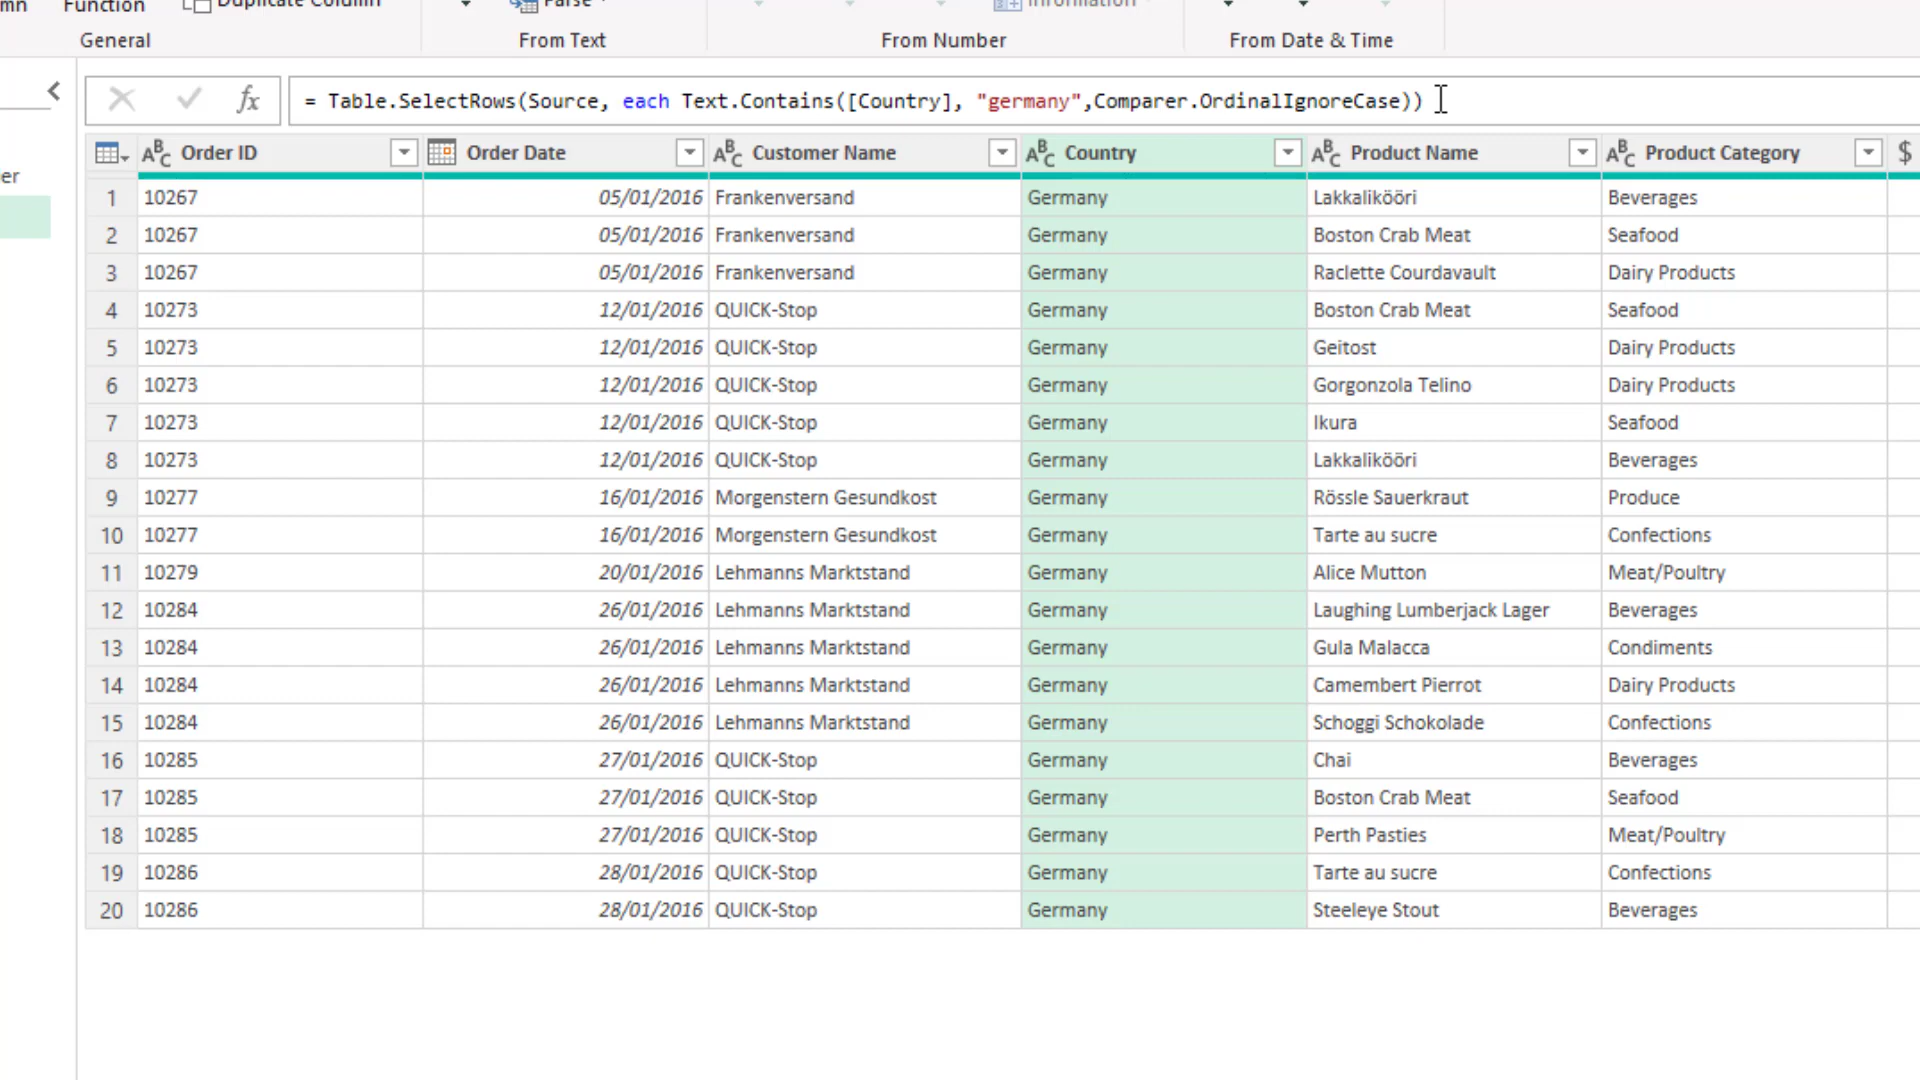 Function Duplicate Column Parse Information
General From Text From Number From Date & Time
fx = Table.SelectRows(Source, each Text.Contains([Country], "germany",Comparer.OrdinalIgnoreCase))
ABC Order ID Order Date ABC Customer Name ABC Country ABC Product Name ABC Product Category $
er
1 10267 05/01/2016 Frankenversand Germany Lakkalikööri Beverages
2 10267 05/01/2016 Frankenversand Germany Boston Crab Meat Seafood
3 10267 05/01/2016 Frankenversand Germany Raclette Courdavault Dairy Products
4 10273 12/01/2016 QUICK-Stop Germany Boston Crab Meat Seafood
5 10273 12/01/2016 QUICK-Stop Germany Geitost Dairy Products
6 10273 12/01/2016 QUICK-Stop Germany Gorgonzola Telino Dairy Products
7 10273 12/01/2016 QUICK-Stop Germany Ikura Seafood
8 10273 12/01/2016 QUICK-Stop Germany Lakkalikööri Beverages
9 10277 16/01/2016 Morgenstern Gesundkost Germany Rössle Sauerkraut Produce
10 10277 16/01/2016 Morgenstern Gesundkost Germany Tarte au sucre Confections
11 10279 20/01/2016 Lehmanns Marktstand Germany Alice Mutton Meat/Poultry
12 10284 26/01/2016 Lehmanns Marktstand Germany Laughing Lumberjack Lager Beverages
13 10284 26/01/2016 Lehmanns Marktstand Germany Gula Malacca Condiments
14 10284 26/01/2016 Lehmanns Marktstand Germany Camembert Pierrot Dairy Products
15 10284 26/01/2016 Lehmanns Marktstand Germany Schoggi Schokolade Confections
16 10285 27/01/2016 QUICK-Stop Germany Chai Beverages
17 10285 27/01/2016 QUICK-Stop Germany Boston Crab Meat Seafood
18 10285 27/01/2016 QUICK-Stop Germany Perth Pasties Meat/Poultry
19 10286 28/01/2016 QUICK-Stop Germany Tarte au sucre Confections
20 10286 28/01/2016 QUICK-Stop Germany Steeleye Stout Beverages